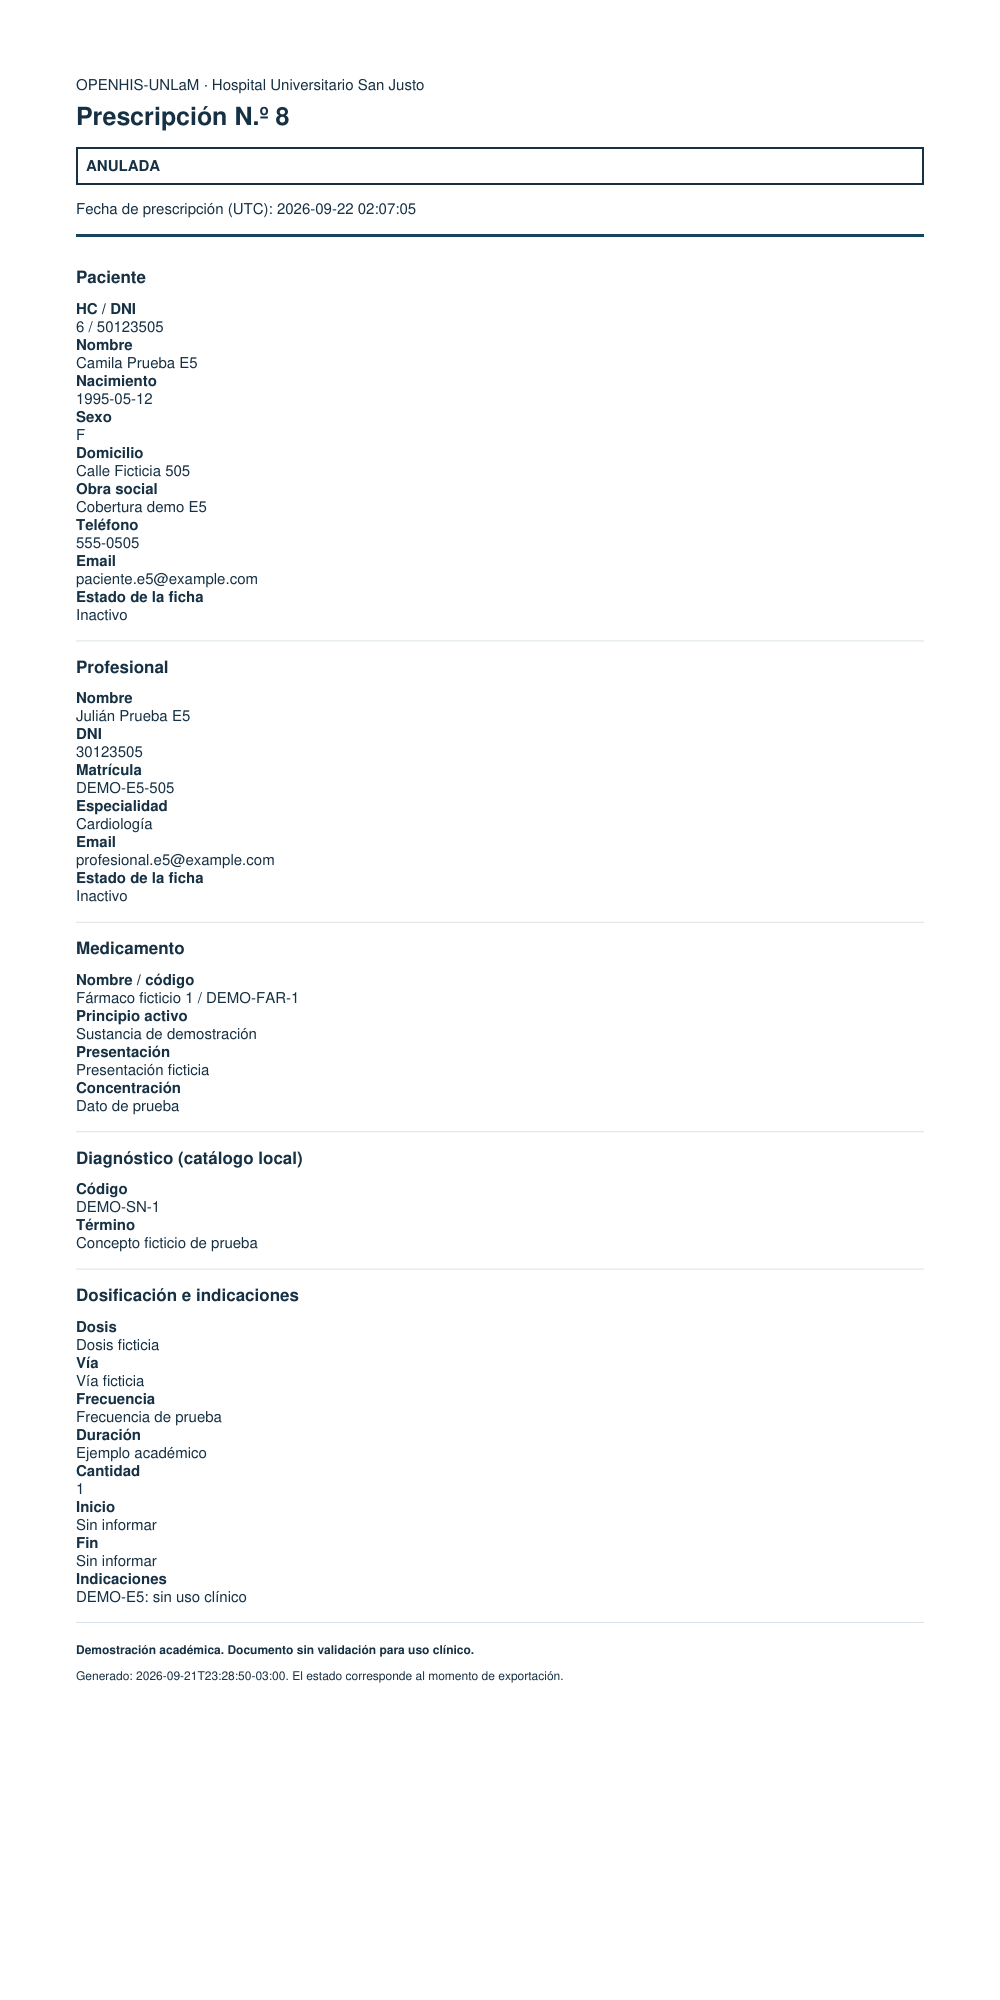 OPENHIS-UNLaM · Hospital Universitario San Justo
Prescripción N.º 8
ANULADA
Fecha de prescripción (UTC): 2026-09-22 02:07:05
Paciente
HC / DNI
6 / 50123505
Nombre
Camila Prueba E5
Nacimiento
1995-05-12
Sexo
F
Domicilio
Calle Ficticia 505
Obra social
Cobertura demo E5
Teléfono
555-0505
Email
paciente.e5@example.com
Estado de la ficha
Inactivo
Profesional
Nombre
Julián Prueba E5
DNI
30123505
Matrícula
DEMO-E5-505
Especialidad
Cardiología
Email
profesional.e5@example.com
Estado de la ficha
Inactivo
Medicamento
Nombre / código
Fármaco ficticio 1 / DEMO-FAR-1
Principio activo
Sustancia de demostración
Presentación
Presentación ficticia
Concentración
Dato de prueba
Diagnóstico (catálogo local)
Código
DEMO-SN-1
Término
Concepto ficticio de prueba
Dosificación e indicaciones
Dosis
Dosis ficticia
Vía
Vía ficticia
Frecuencia
Frecuencia de prueba
Duración
Ejemplo académico
Cantidad
1
Inicio
Sin informar
Fin
Sin informar
Indicaciones
DEMO-E5: sin uso clínico
Demostración académica. Documento sin validación para uso clínico.
Generado: 2026-09-21T23:28:50-03:00. El estado corresponde al momento de exportación.